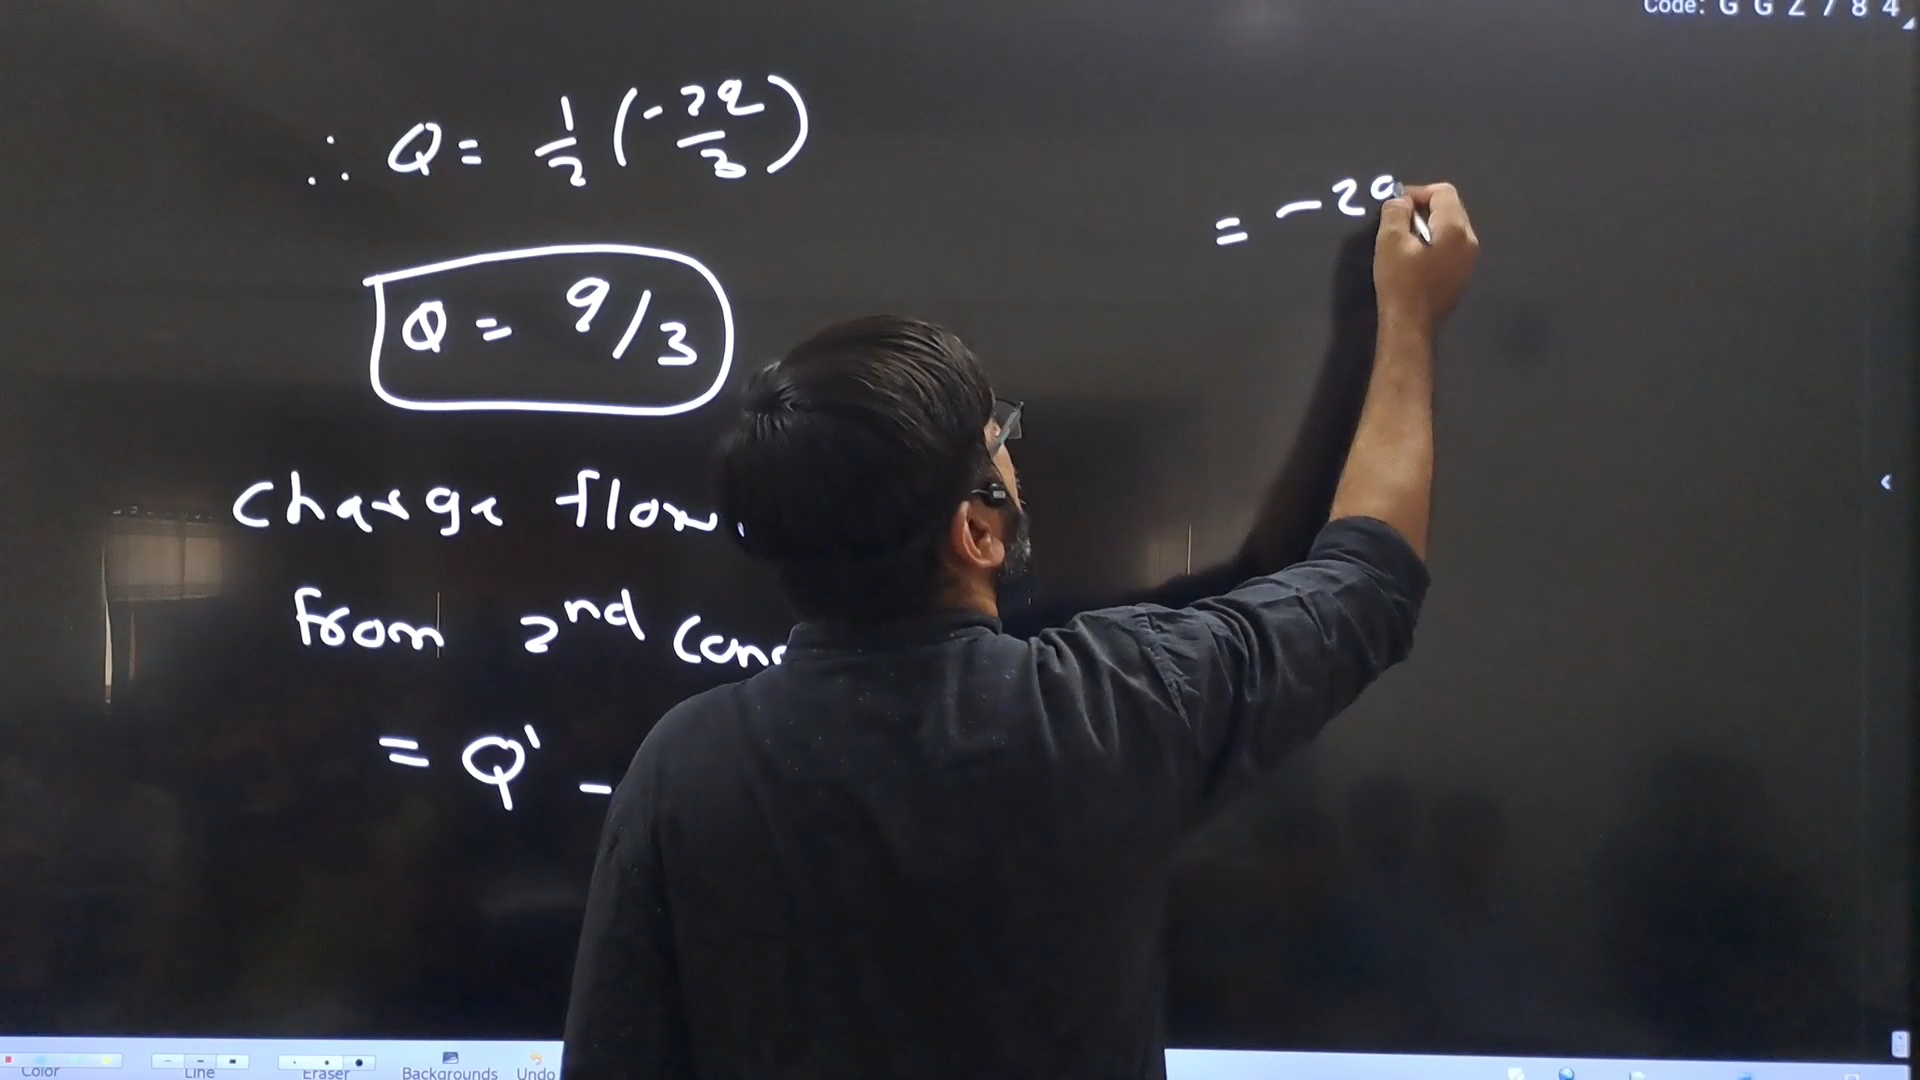 Code: G G Z 7 8 4
∴ Q = 1/2 (-2q/3)
= -2q
Q = q/3
Charge flow
from 2nd
= Q' -
Color Line Eraser Backgrounds Undo